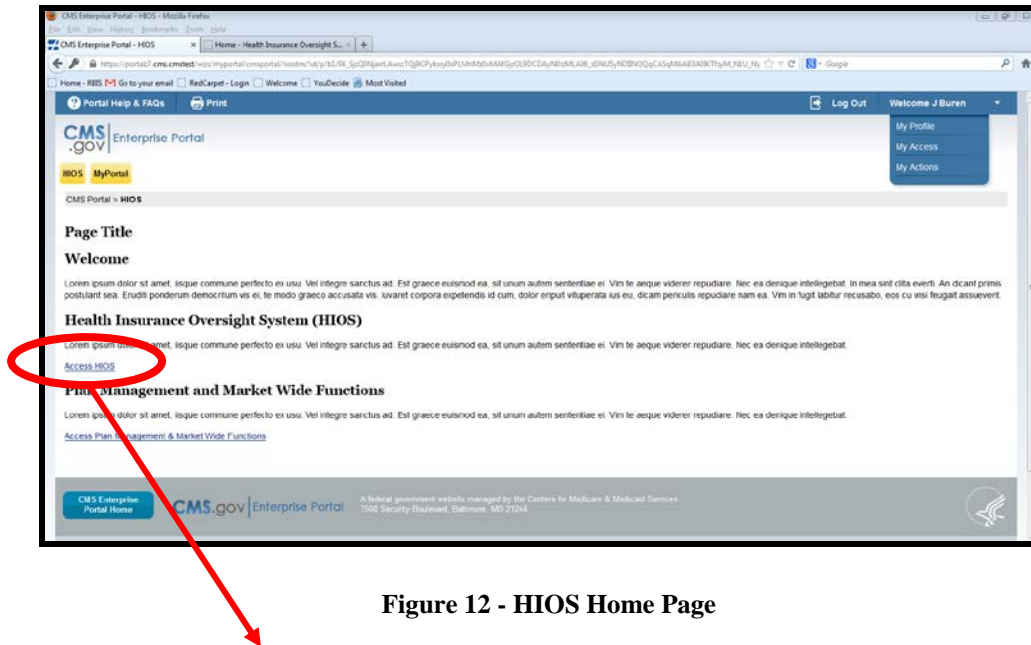 CMS Enterprise Portal - HIOS - Mozilla Firefox
File Edit View History Bookmarks Tools Help
CMS Enterprise Portal - HIOS × Home - Health Insurance Oversight S... × +
Google
Home - RBIS Go to your email RedCarpet - Login Welcome YouDecide Most Visited
Portal Help & FAQs Print Log Out Welcome J Buren
My Profile
My Access
My Actions
CMS .gov Enterprise Portal
HIOS MyPortal
CMS Portal > HIOS
Page Title
Welcome
Lorem ipsum dolor sit amet, iisque commune perfecto ex usu. Vel integre sanctus ad. Est graece euismod ea, sit unum autem sententiae ei. Vim te aeque viderer repudiare. Nec ea denique intellegebat. In mea sint clita everti. An dicant primis
postulant sea. Eruditi ponderum democritum vis ei, te modo graeco accusata vis. Iuvaret corpora expetendis id cum, dolor eripuit vituperata ius eu, dicam periculis repudiare nam ea. Vim in fugit labitur recusabo, eos cu wisi feugait assueverit.
Health Insurance Oversight System (HIOS)
Lorem ipsum dolor sit amet, iisque commune perfecto ex usu. Vel integre sanctus ad. Est graece euismod ea, sit unum autem sententiae ei. Vim te aeque viderer repudiare. Nec ea denique intellegebat.
Access HIOS
Plan Management and Market Wide Functions
Lorem ipsum dolor sit amet, iisque commune perfecto ex usu. Vel integre sanctus ad. Est graece euismod ea, sit unum autem sententiae ei. Vim te aeque viderer repudiare. Nec ea denique intellegebat.
Access Plan Management & Market Wide Functions
CMS Enterprise
Portal Home
CMS.gov Enterprise Portal
A federal government website managed by the Centers for Medicare & Medicaid Services
7500 Security Boulevard, Baltimore, MD 21244
Figure 12 - HIOS Home Page